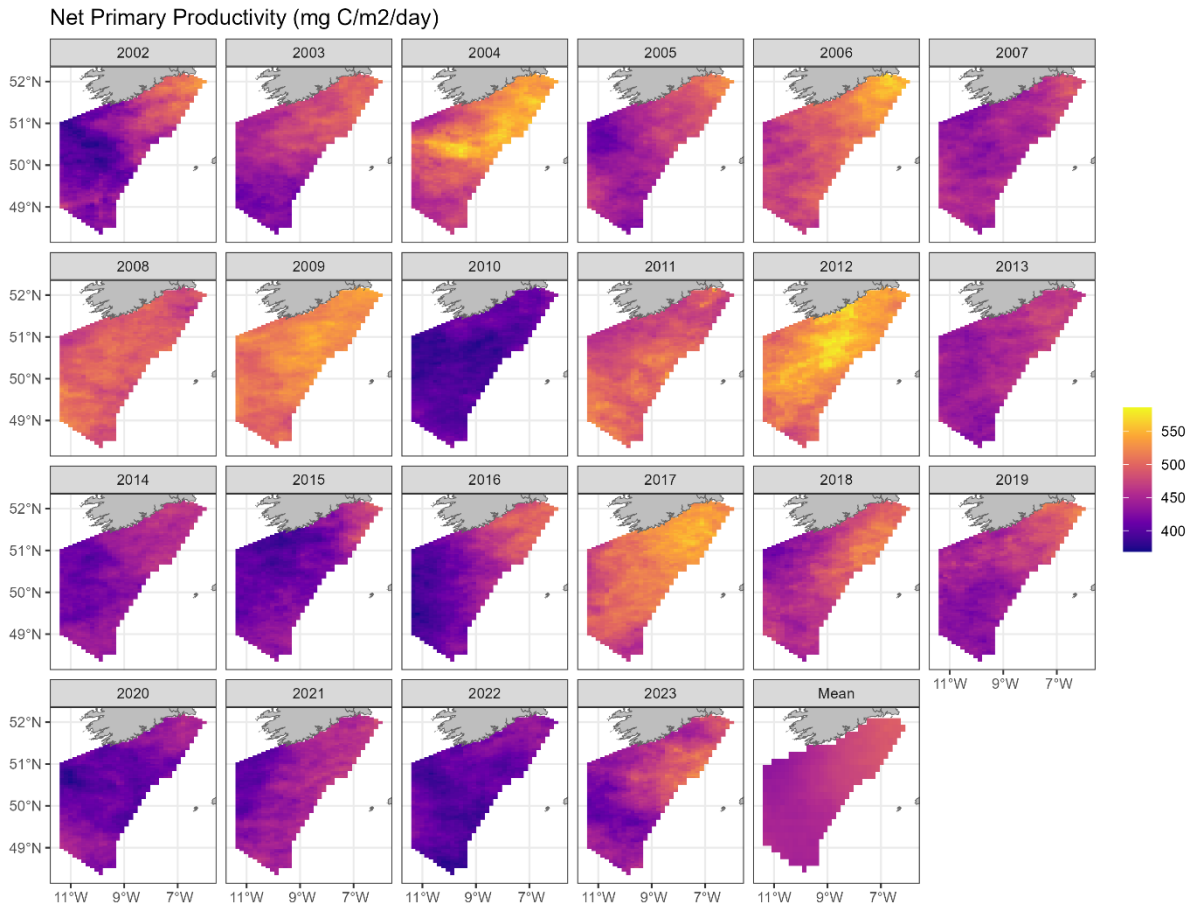 Net Primary Productivity (mg C/m2/day)
2002 2003 2004 2005 2006 2007
52°N
51°N
50°N
49°N
2008 2009 2010 2011 2012 2013
52°N
51°N
50°N
49°N
550
500
450
400
2014 2015 2016 2017 2018 2019
52°N
51°N
50°N
49°N
11°W 9°W 7°W
2020 2021 2022 2023 Mean
52°N
51°N
50°N
49°N
11°W 9°W 7°W 11°W 9°W 7°W 11°W 9°W 7°W 11°W 9°W 7°W 11°W 9°W 7°W